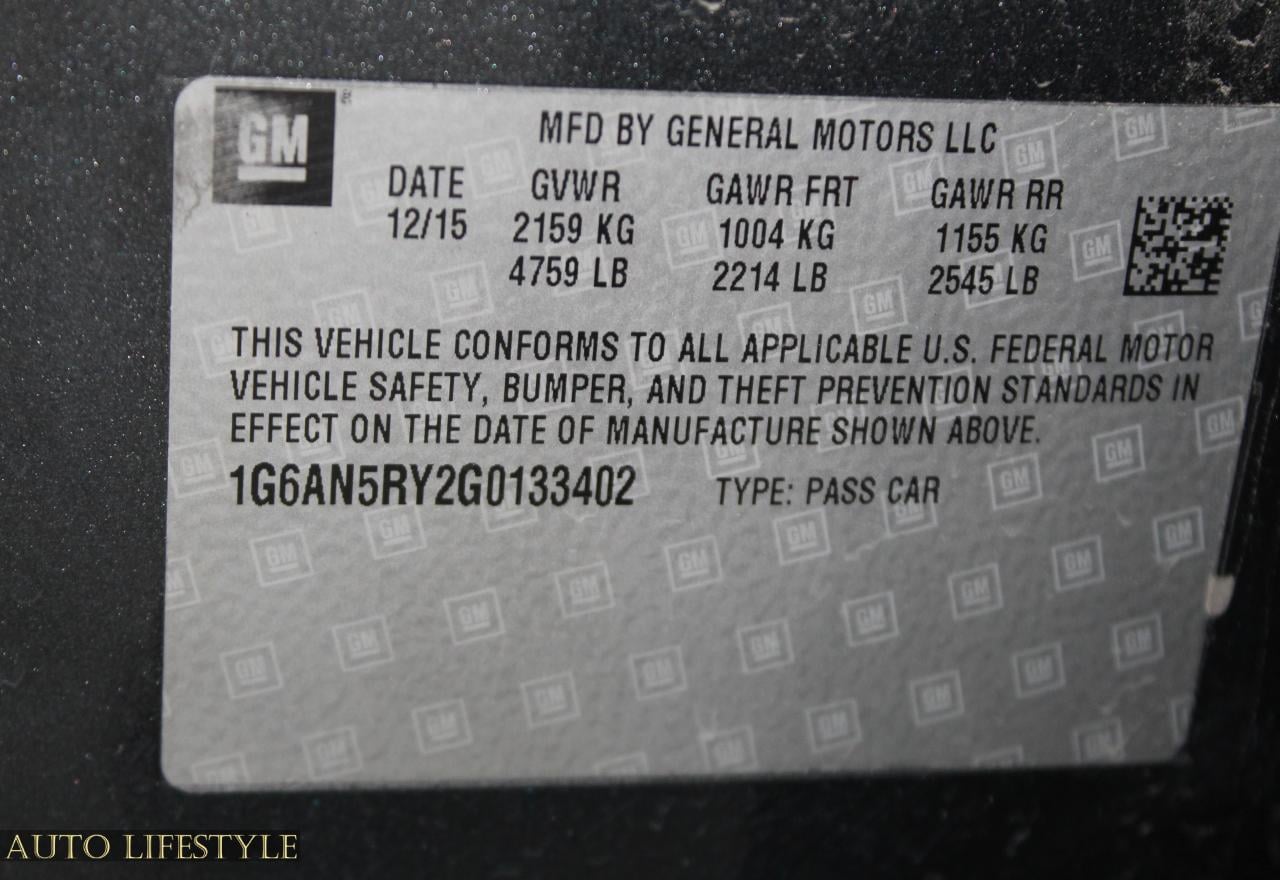 GM
MFD BY GENERAL MOTORS LLC
DATE GVWR GAWR FRT GAWR RR
12/15 2159 KG 1004 KG 1155 KG
4759 LB 2214 LB 2545 LB
THIS VEHICLE CONFORMS TO ALL APPLICABLE U.S. FEDERAL MOTOR
VEHICLE SAFETY, BUMPER, AND THEFT PREVENTION STANDARDS IN
EFFECT ON THE DATE OF MANUFACTURE SHOWN ABOVE.
1G6AN5RY2G0133402 TYPE: PASS CAR
AUTO LIFESTYLE